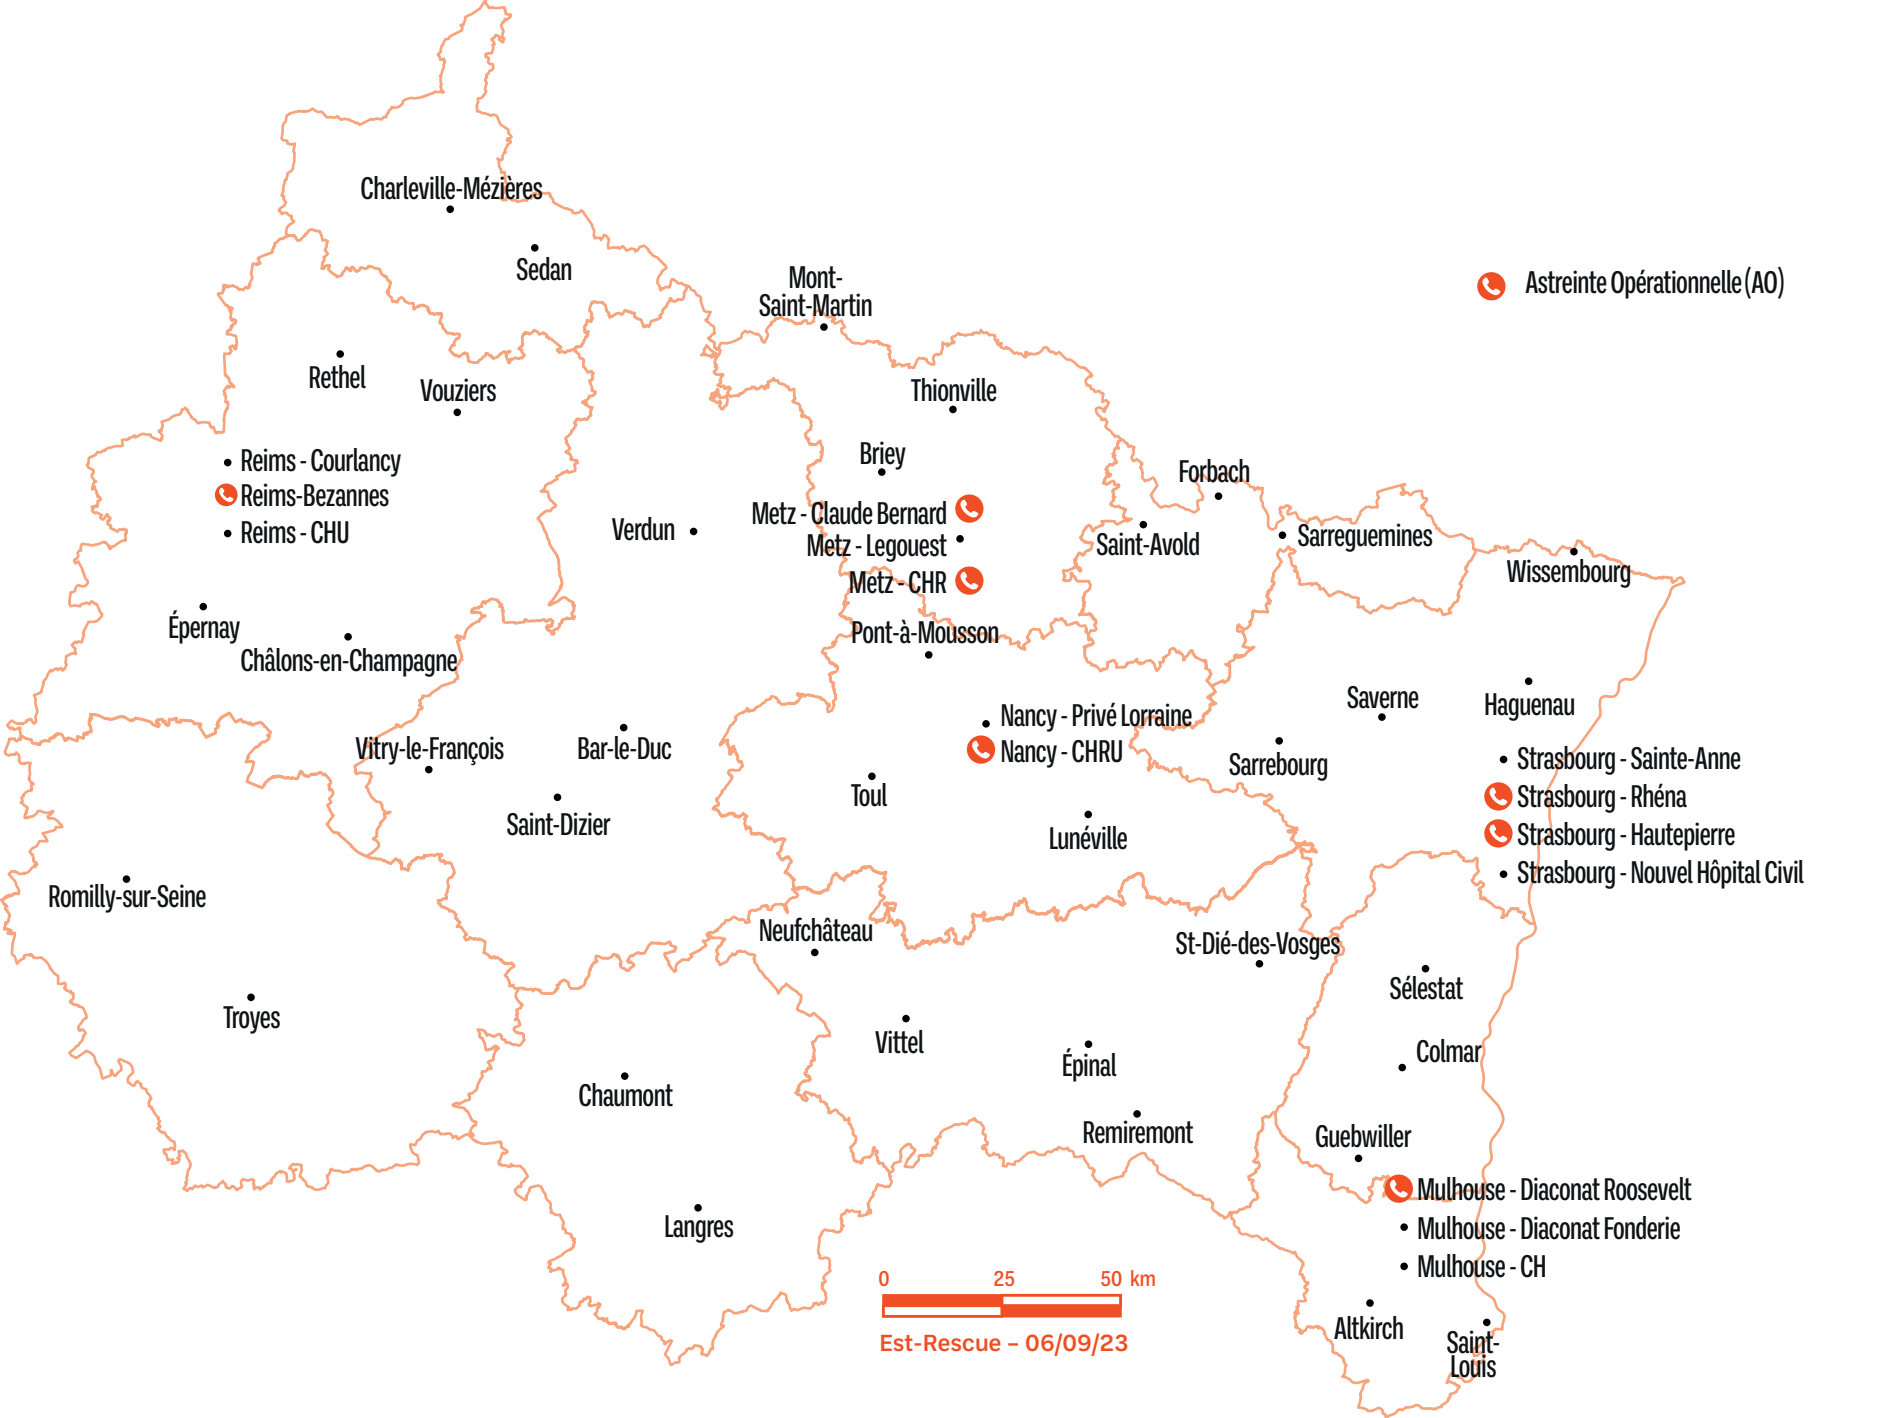 Charleville-Mézières
Sedan
Mont-
Saint-Martin
Astreinte Opérationnelle (AO)
Rethel
Vouziers
Thionville
Reims - Courlancy
Reims-Bezannes
Reims - CHU
Briey
Forbach
Metz - Claude Bernard
Metz - Legouest
Metz - CHR
Verdun
Saint-Avold
Sarreguemines
Wissembourg
Épernay
Châlons-en-Champagne
Pont-à-Mousson
Saverne
Haguenau
Nancy - Privé Lorraine
Nancy - CHRU
Vitry-le-François
Bar-le-Duc
Sarrebourg
Strasbourg - Sainte-Anne
Strasbourg - Rhéna
Strasbourg - Hautepierre
Strasbourg - Nouvel Hôpital Civil
Toul
Saint-Dizier
Lunéville
Romilly-sur-Seine
Neufchâteau
St-Dié-des-Vosges
Sélestat
Troyes
Vittel
Épinal
Colmar
Chaumont
Remiremont
Guebwiller
Mulhouse - Diaconat Roosevelt
Mulhouse - Diaconat Fonderie
Mulhouse - CH
Langres
0 25 50 km
Est-Rescue – 06/09/23
Altkirch
Saint-
Louis